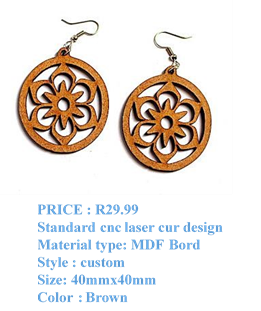 PRICE : R29.99
Standard cnc laser cur design
Material type: MDF Bord
Style : custom
Size: 40mmx40mm
Color : Brown